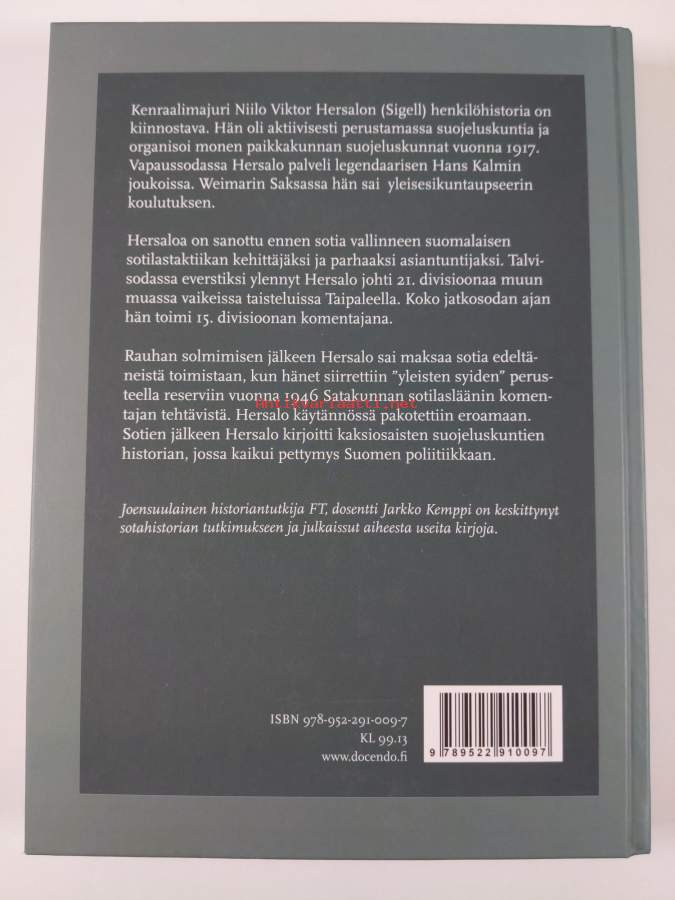 Kenraalimajuri Niilo Viktor Hersalon (Sigell) henkilöhistoria on
kiinnostava. Hän oli aktiivisesti perustamassa suojeluskuntia ja
organisoi monen paikkakunnan suojeluskunnat vuonna 1917.
Vapaussodassa Hersalo palveli legendaarisen Hans Kalmin
joukoissa. Weimarin Saksassa hän sai yleisesikuntaupseerin
koulutuksen.
Hersaloa on sanottu ennen sotia vallinneen suomalaisen
sotilastaktiikan kehittäjäksi ja parhaaksi asiantuntijaksi. Talvi-
sodassa everstiksi ylennyt Hersalo johti 21. divisioonaa muun
muassa vaikeissa taisteluissa Taipaleella. Koko jatkosodan ajan
hän toimi 15. divisioonan komentajana.
Rauhan solmimisen jälkeen Hersalo sai maksaa sotia edeltä-
neistä toimistaan, kun hänet siirrettiin ”yleisten syiden” perus-
teella reserviin vuonna 1946 Satakunnan sotilasläänin komen-
tajan tehtävistä. Hersalo käytännössä pakotettiin eroamaan.
Sotien jälkeen Hersalo kirjoitti kaksiosaisten suojeluskuntien
historian, jossa kaikui pettymys Suomen poliitiikkaan.
Antikvariaatti.net
Joensuulainen historiantutkija FT, dosentti Jarkko Kemppi on keskittynyt
sotahistorian tutkimukseen ja julkaissut aiheesta useita kirjoja.
ISBN 978-952-291-009-7
KL 99.13
www.docendo.fi
9 789522 910097